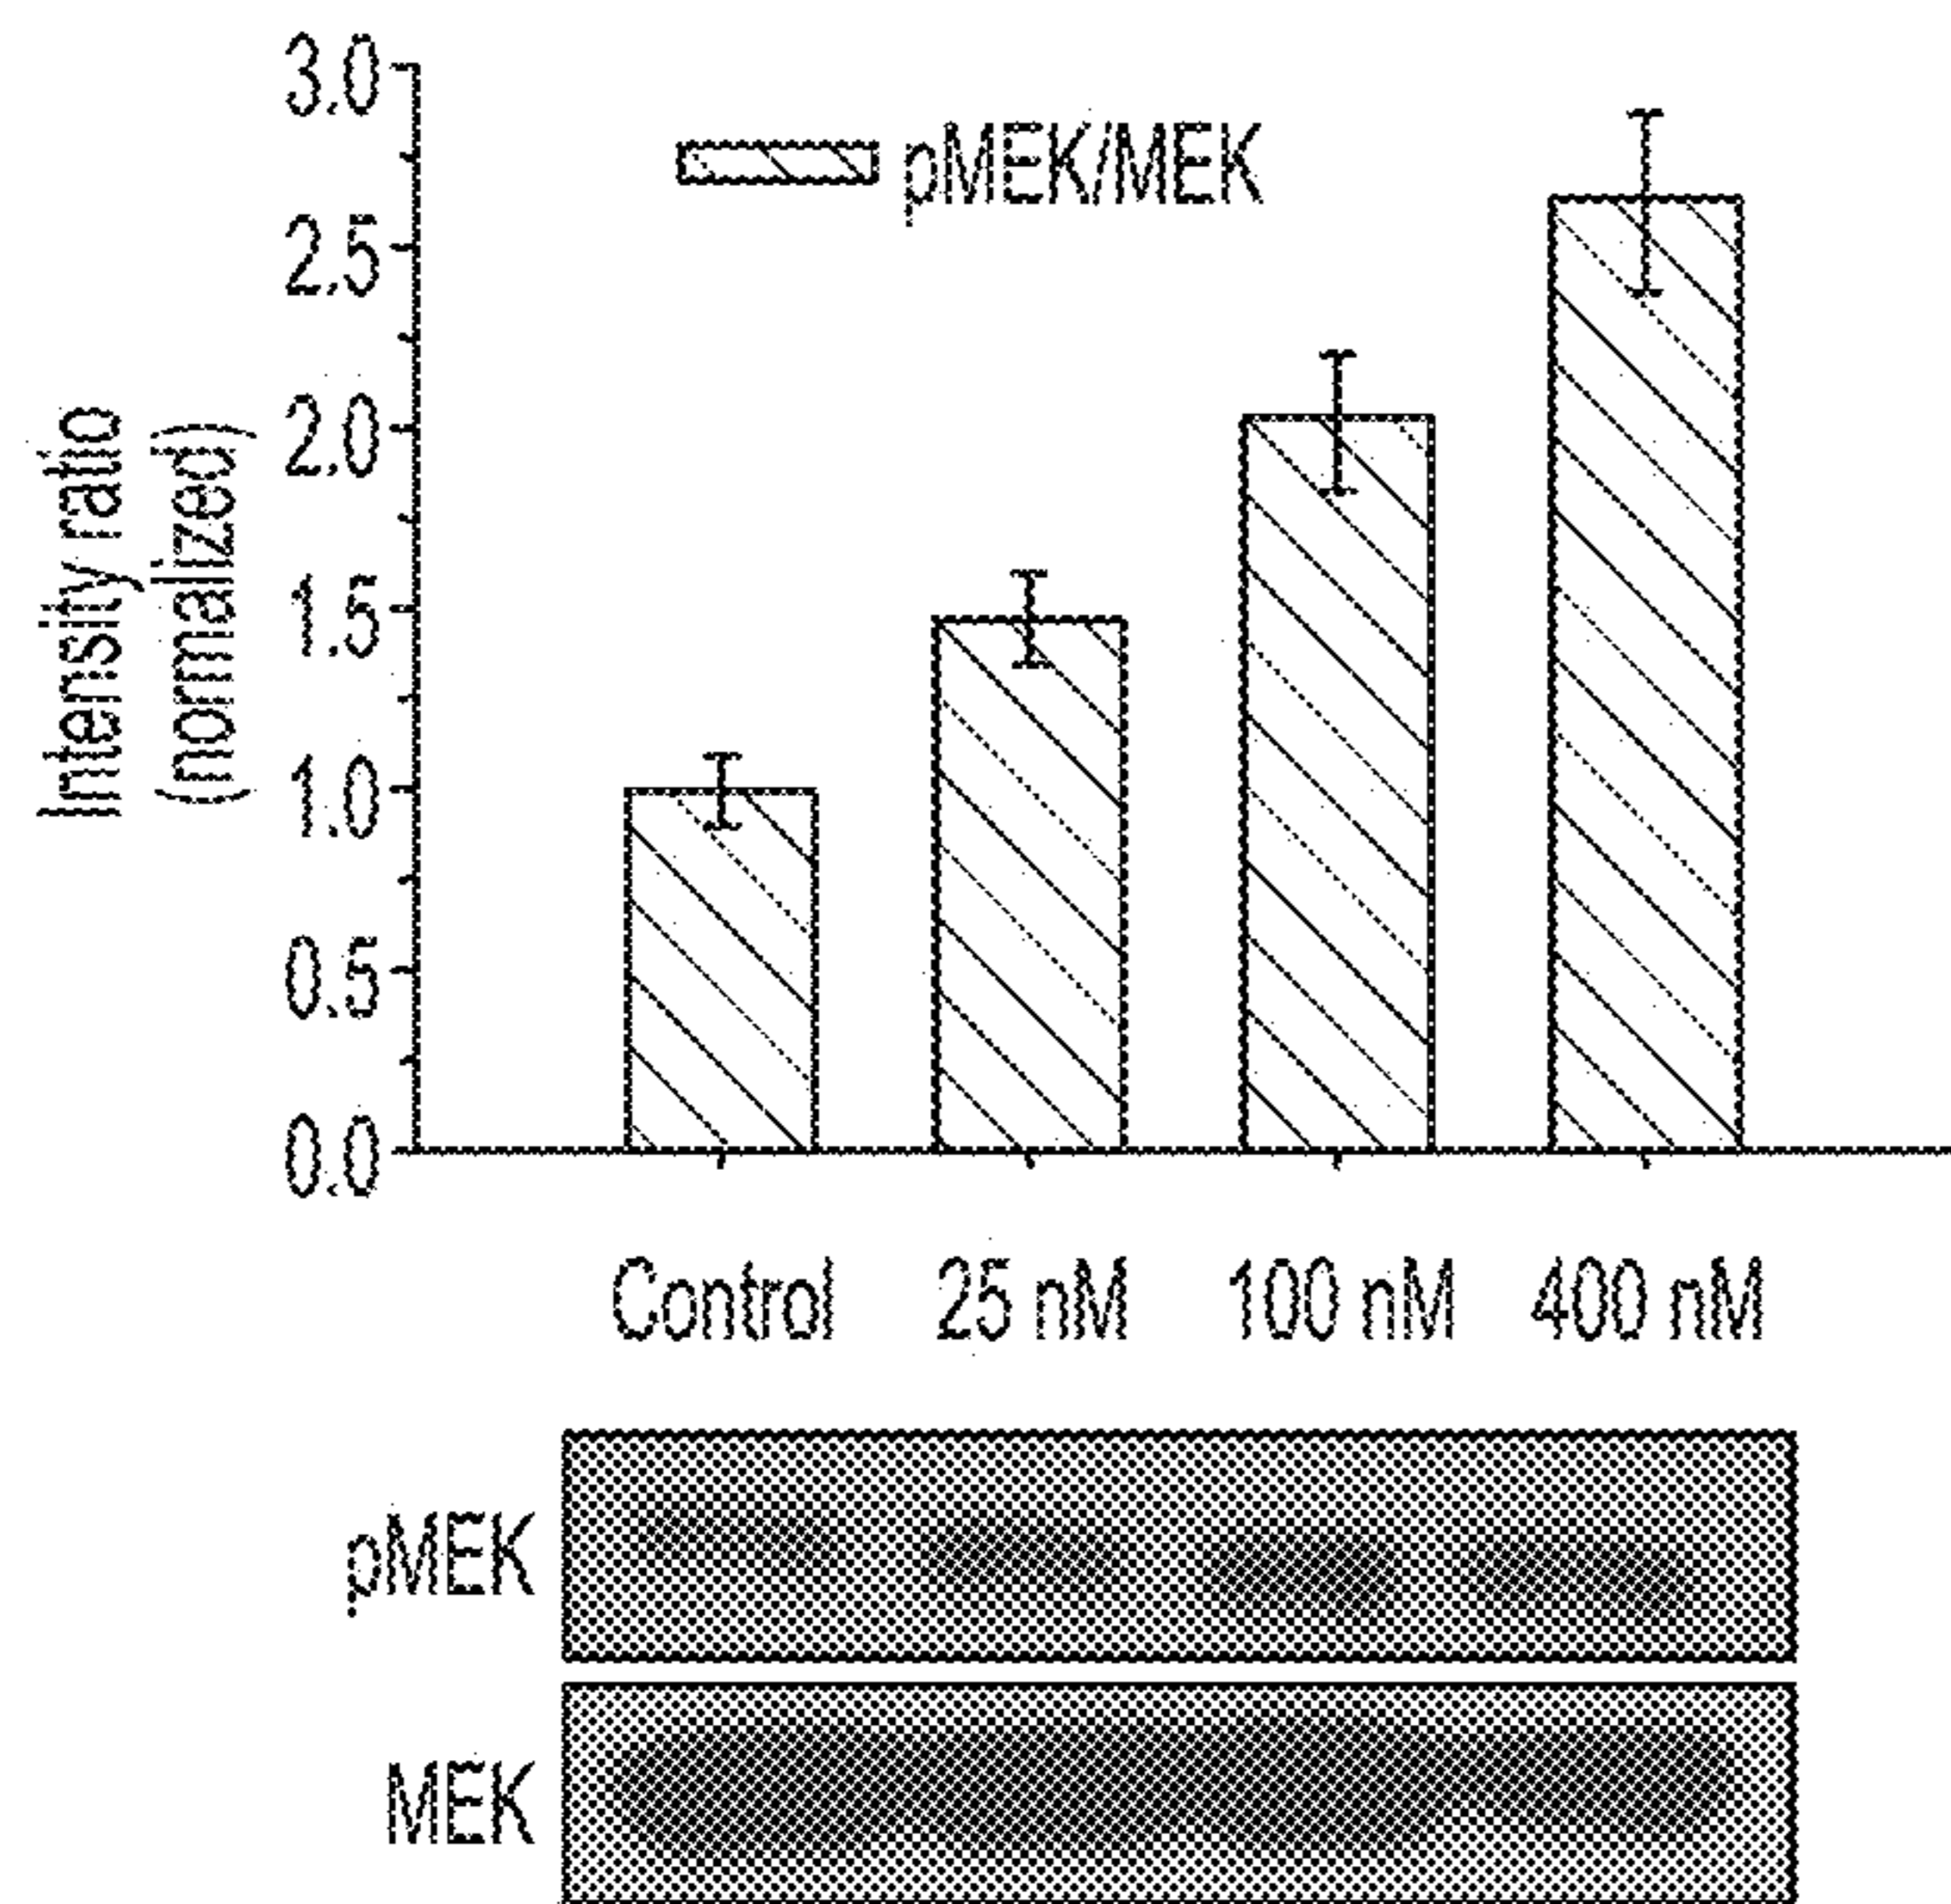 3.0
pMEK/MEK
2.5
2.0
1.5
1.0
0.5
0.0
Intensity ratio
(normalized)
Control 25 nM 100 nM 400 nM
pMEK
MEK